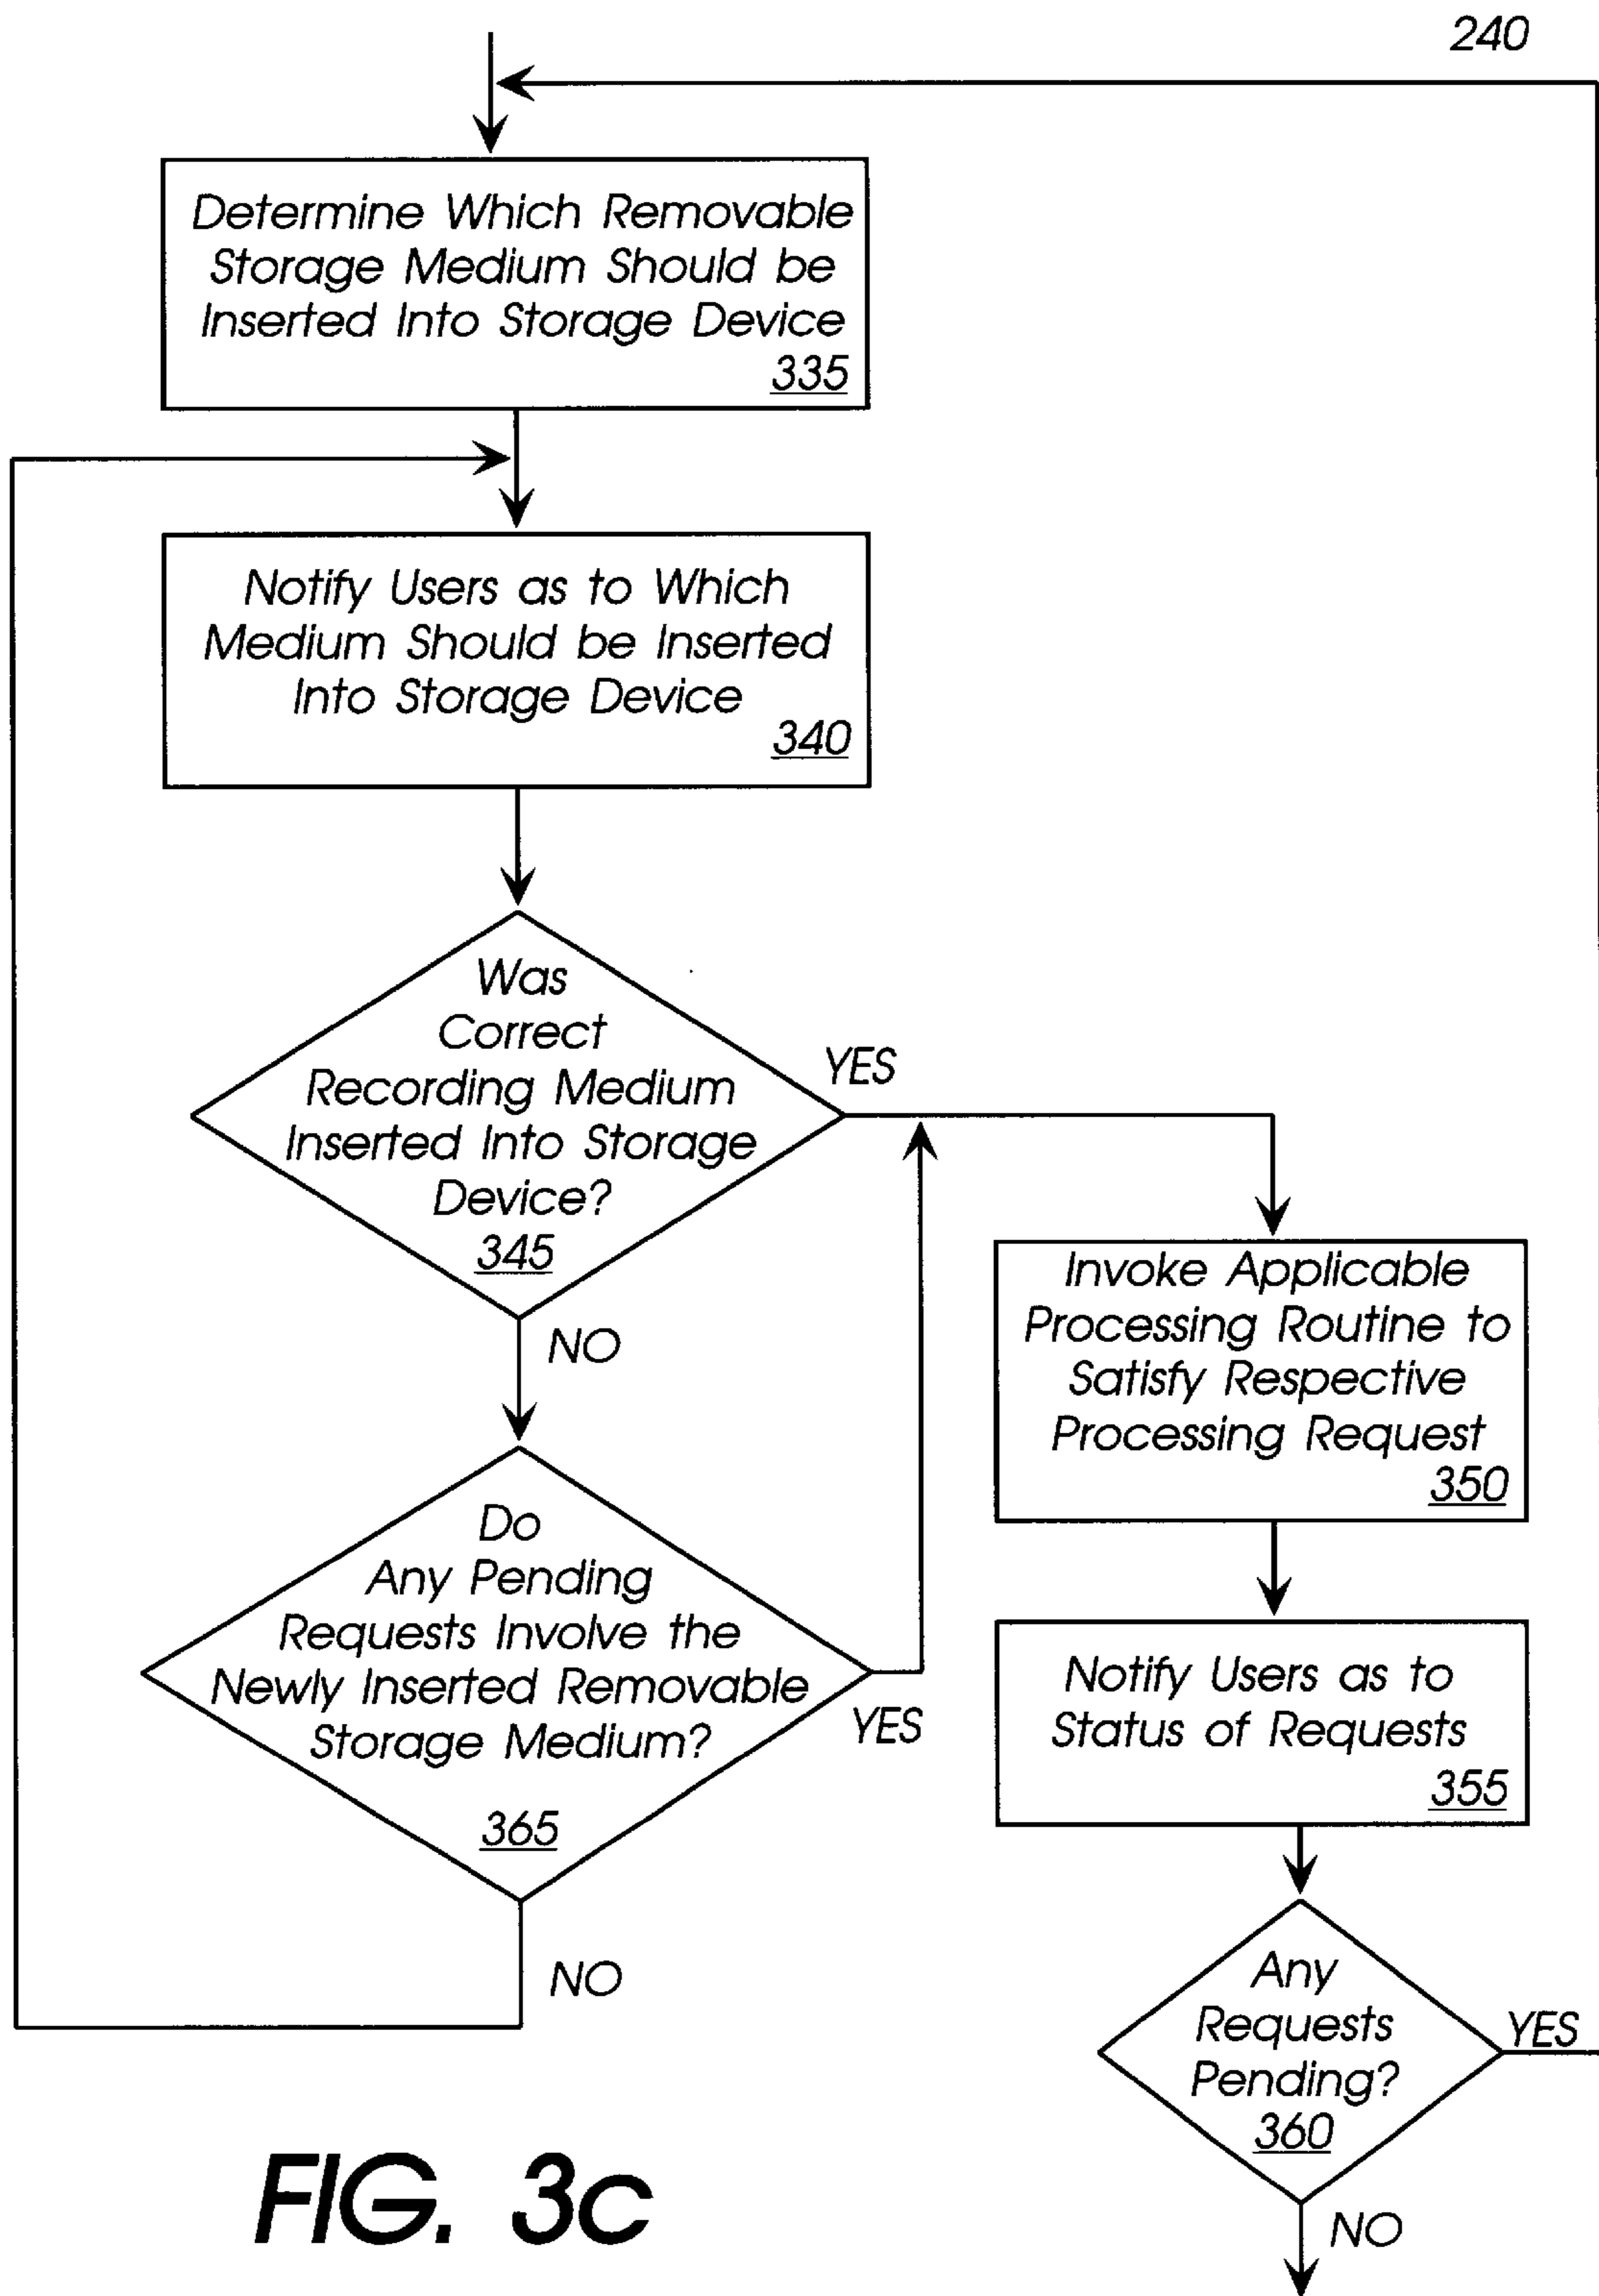 240
Determine Which Removable
Storage Medium Should be
Inserted Into Storage Device
335
Notify Users as to Which
Medium Should be Inserted
Into Storage Device
340
Was
Correct
Recording Medium
Inserted Into Storage
Device?
345
YES
NO
Do
Any Pending
Requests Involve the
Newly Inserted Removable
Storage Medium?
365
YES
NO
Invoke Applicable
Processing Routine to
Satisfy Respective
Processing Request
350
Notify Users as to
Status of Requests
355
Any
Requests
Pending?
360
YES
NO
FIG. 3c